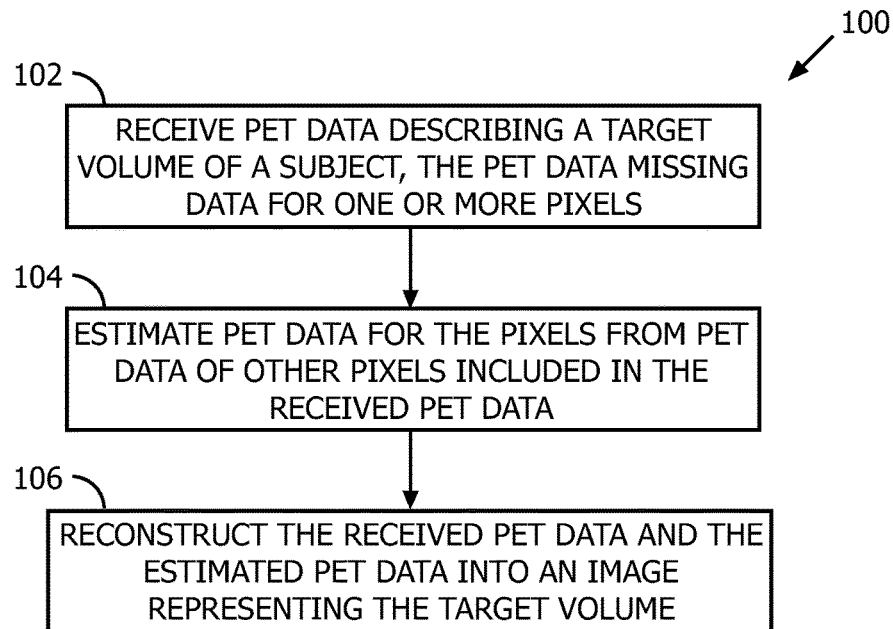 100
102
RECEIVE PET DATA DESCRIBING A TARGET
VOLUME OF A SUBJECT, THE PET DATA MISSING
DATA FOR ONE OR MORE PIXELS
104
ESTIMATE PET DATA FOR THE PIXELS FROM PET
DATA OF OTHER PIXELS INCLUDED IN THE
RECEIVED PET DATA
106
RECONSTRUCT THE RECEIVED PET DATA AND THE
ESTIMATED PET DATA INTO AN IMAGE
REPRESENTING THE TARGET VOLUME